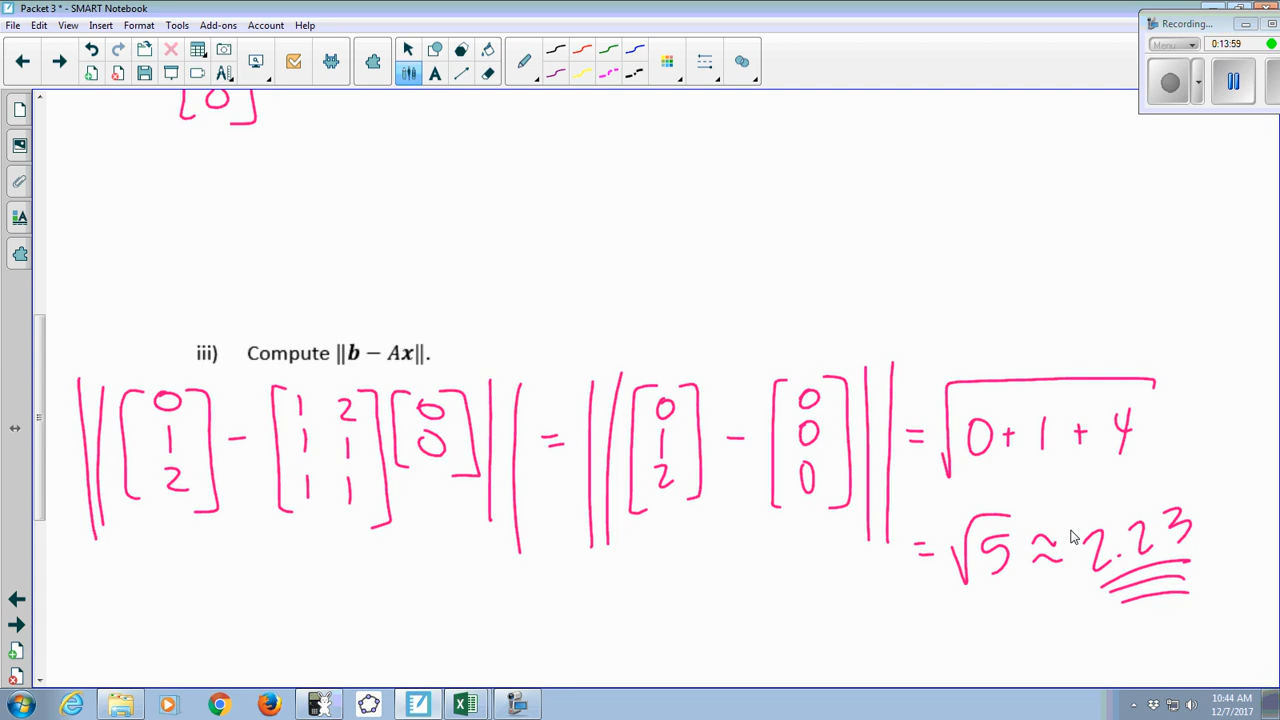 Packet 3 * - SMART Notebook
File Edit View Insert Format Tools Add-ons Account Help
Recording...
Menu
0:13:59
[0]
iii) Compute ‖b − Ax‖.
‖[0 1 2] − [1 2 1 1 1 1][0 0]‖ = ‖[0 1 2] − [0 0 0]‖ = √0+1+4
= √5 ≈ 2.23
10:44 AM
12/7/2017